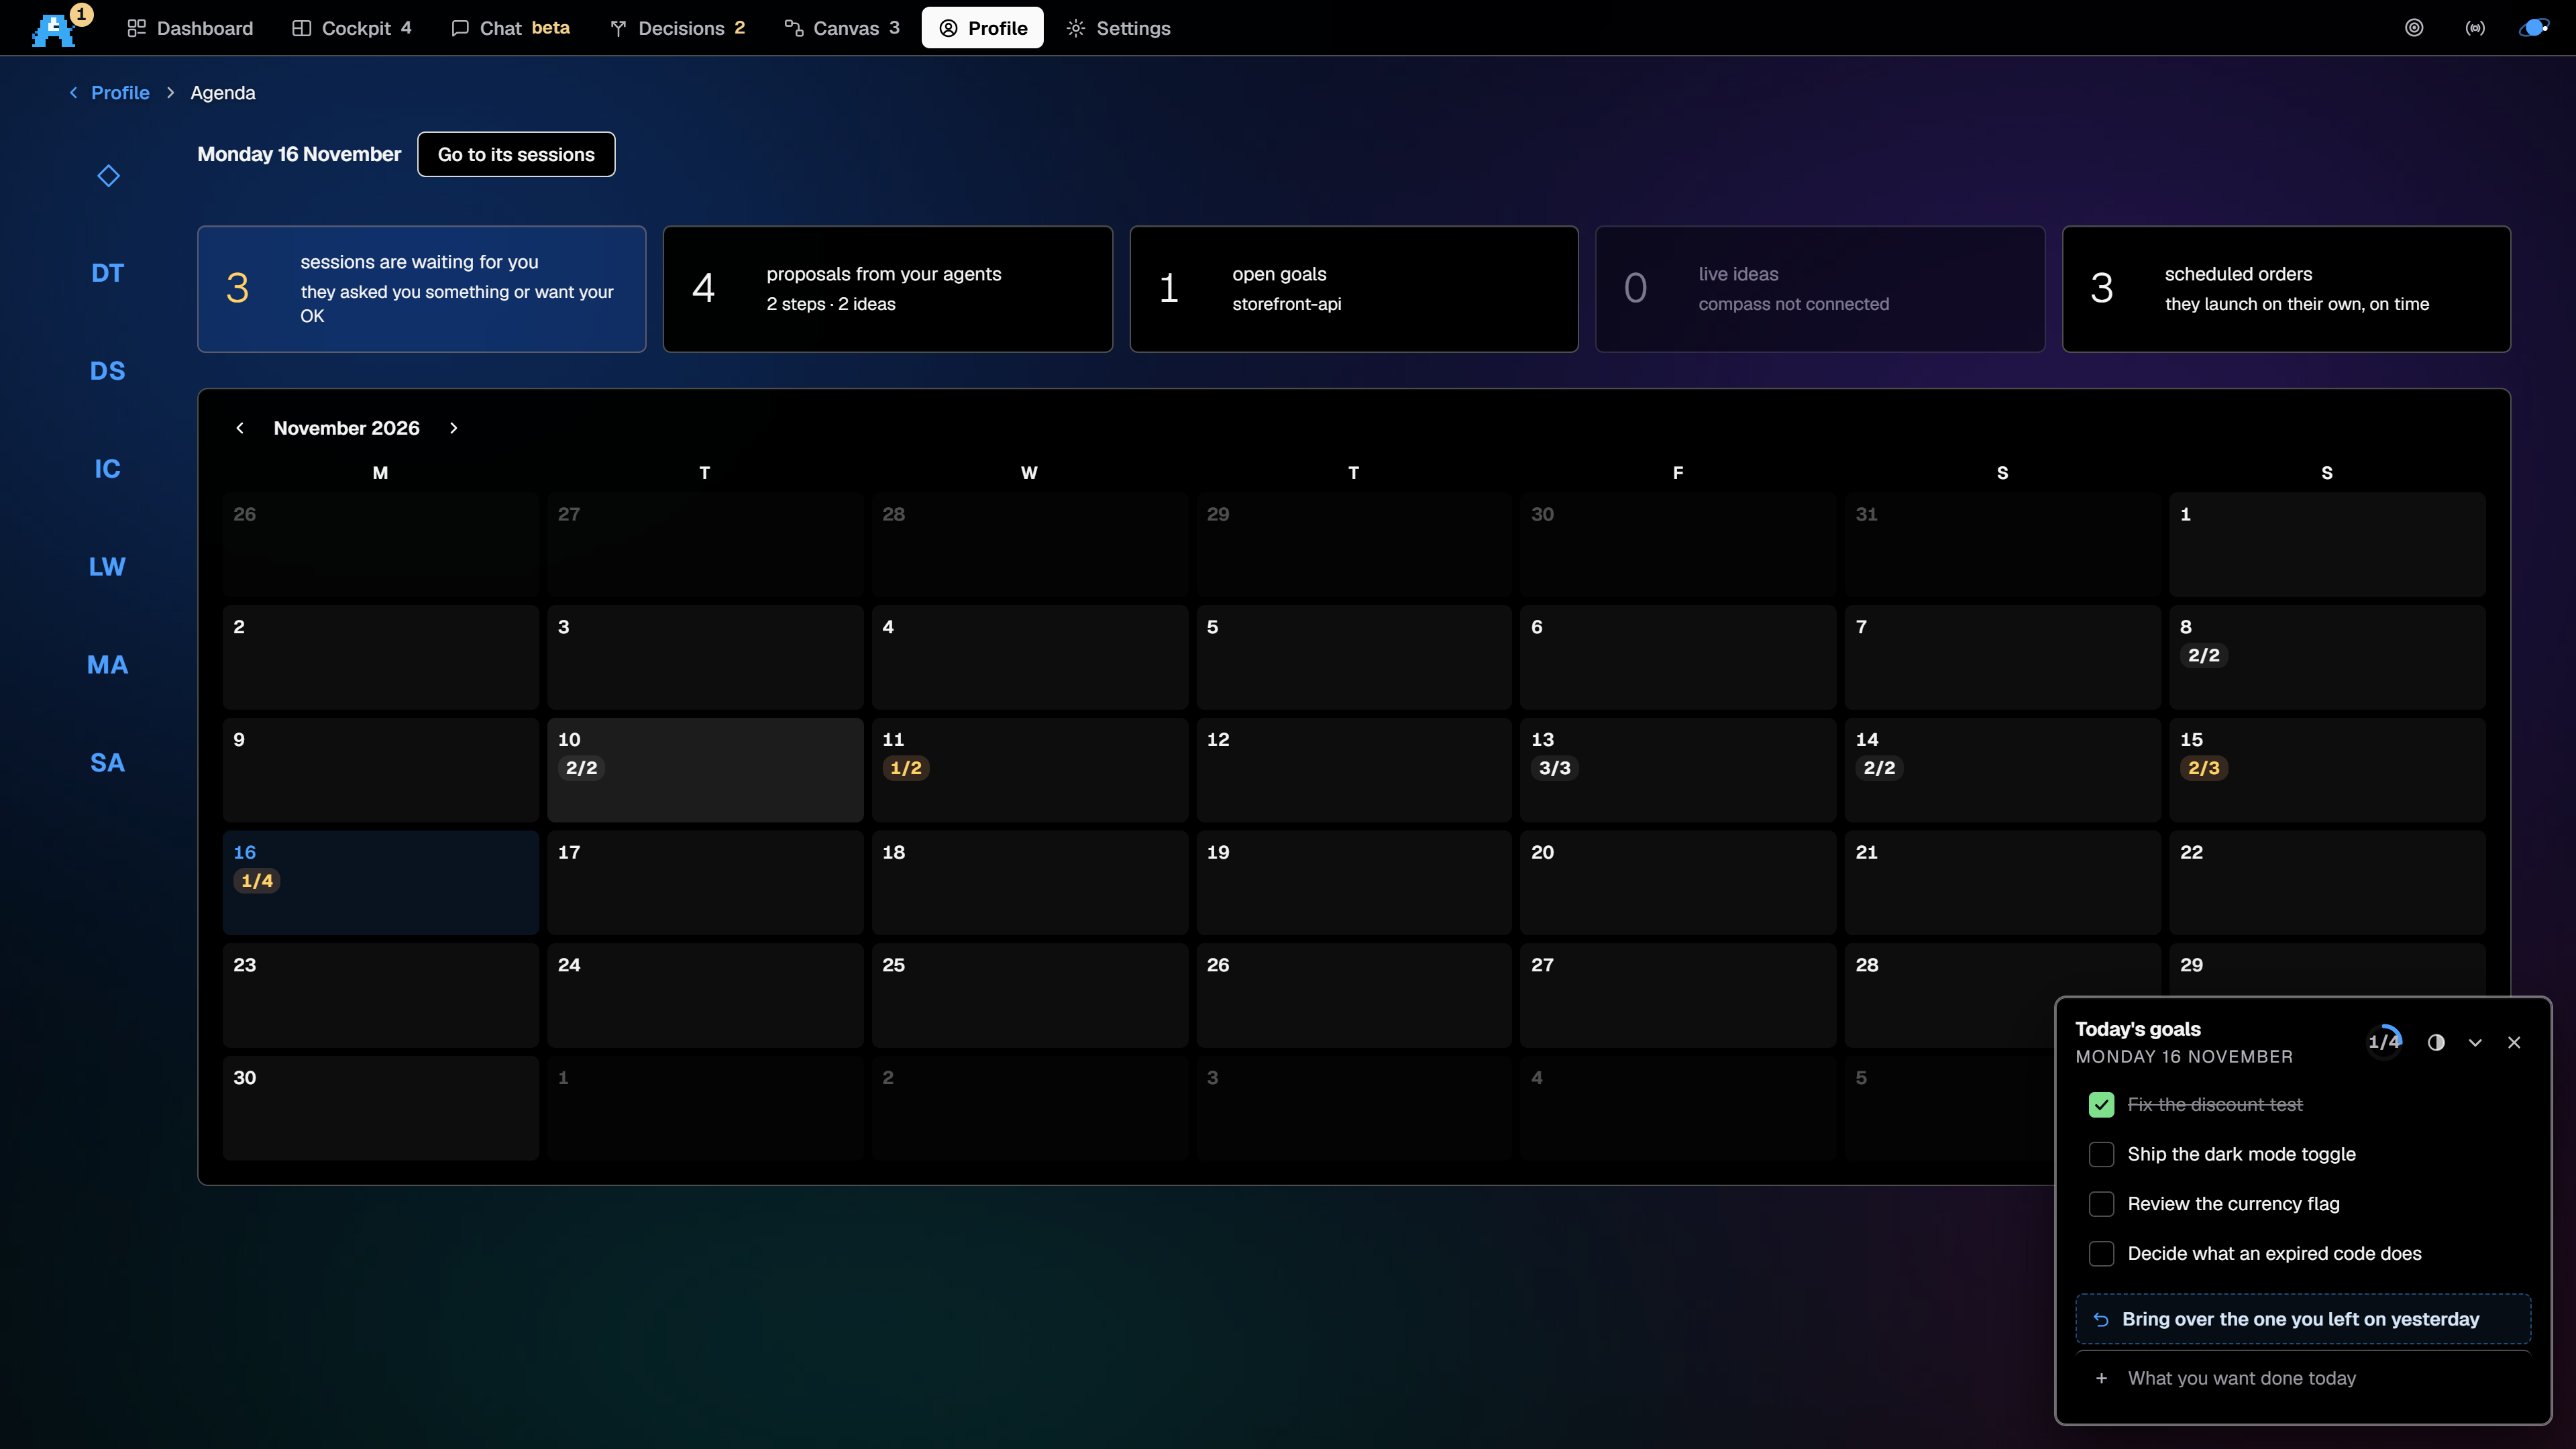 1
Dashboard
Cockpit 4
Chat beta
Decisions 2
Canvas 3
Profile
Settings
Profile
Agenda
Monday 16 November
Go to its sessions
DT
DS
IC
LW
MA
SA
3
sessions are waiting for you
they asked you something or want your
OK
4
proposals from your agents
2 steps · 2 ideas
1
open goals
storefront-api
0
live ideas
compass not connected
3
scheduled orders
they launch on their own, on time
November 2026
M T W T F S S
26 27 28 29 30 31 1
2 3 4 5 6 7 8
2/2
9 10 11 12 13 14 15
2/2 1/2 3/3 2/2 2/3
16 17 18 19 20 21 22
1/4
23 24 25 26 27 28 29
30 1 2 3 4 5
Today's goals
MONDAY 16 NOVEMBER
1/4
Fix the discount test
Ship the dark mode toggle
Review the currency flag
Decide what an expired code does
Bring over the one you left on yesterday
+ What you want done today